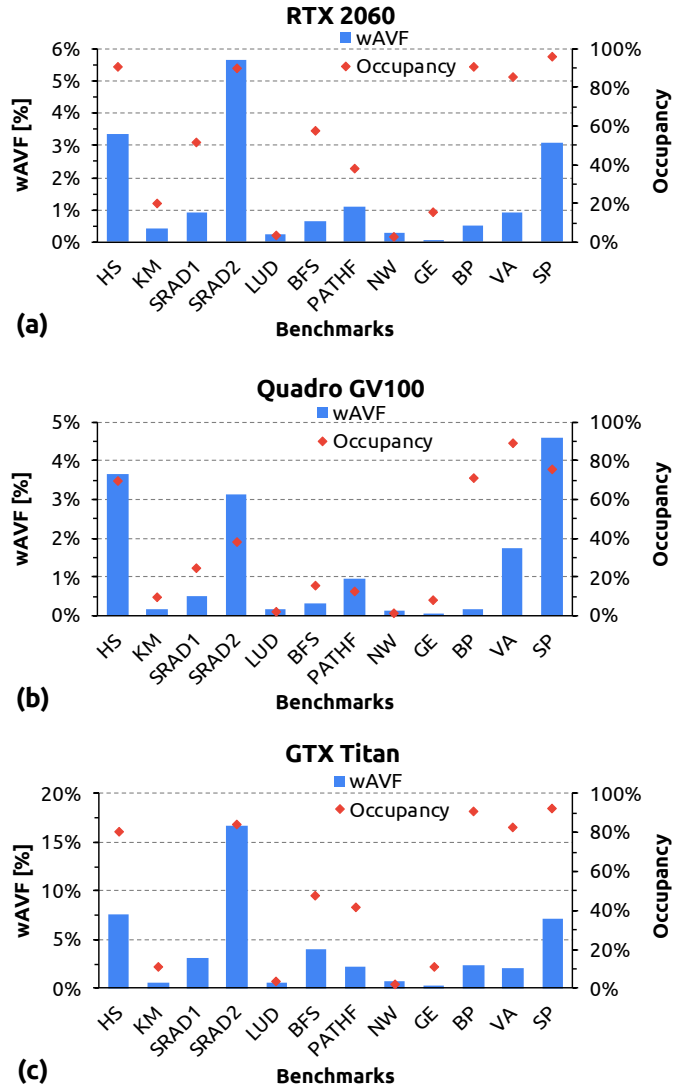 RTX 2060
wAVF
Occupancy
6%
5%
4%
3%
2%
1%
0%
100%
80%
60%
40%
20%
0%
wAVF [%]
Occupancy
HS KM SRAD1 SRAD2 LUD BFS PATHF NW GE BP VA SP
(a)
Benchmarks
Quadro GV100
wAVF
Occupancy
5%
4%
3%
2%
1%
0%
100%
80%
60%
40%
20%
0%
wAVF [%]
Occupancy
HS KM SRAD1 SRAD2 LUD BFS PATHF NW GE BP VA SP
(b)
Benchmarks
GTX Titan
wAVF
Occupancy
20%
15%
10%
5%
0%
100%
80%
60%
40%
20%
0%
wAVF [%]
Occupancy
HS KM SRAD1 SRAD2 LUD BFS PATHF NW GE BP VA SP
(c)
Benchmarks